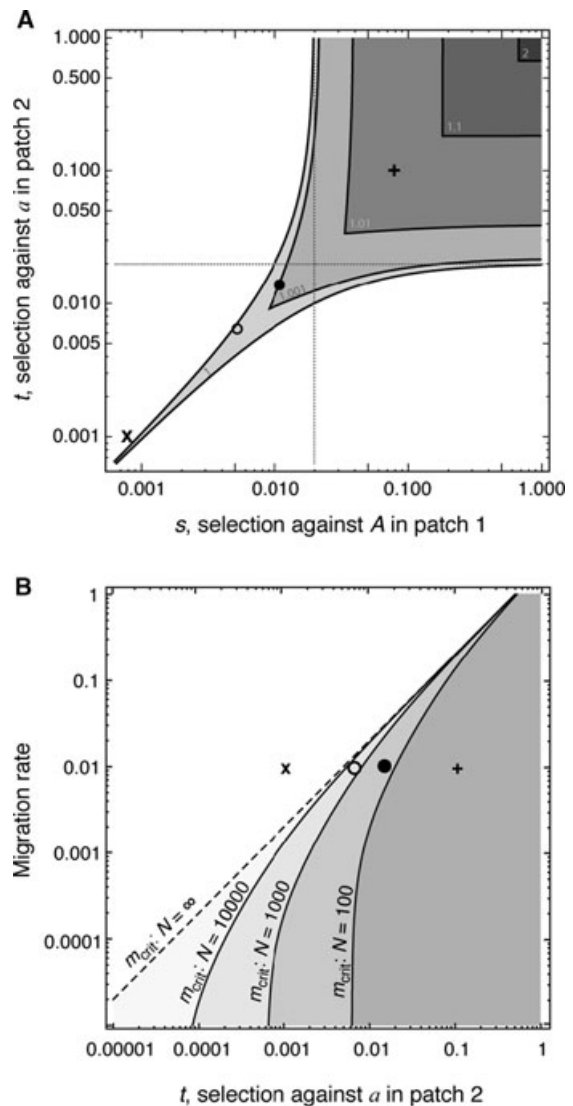 A
1.000
0.500
0.100
0.050
0.010
0.005
0.001
t, selection against a in patch 2
2
1.1
1.01
1.001
1
x
+
0.001
0.010
0.100
1.000
s, selection against A in patch 1
B
1
0.1
0.01
0.001
0.0001
Migration rate
x
+
mcrit: N = ∞
mcrit: N = 10000
mcrit: N = 1000
mcrit: N = 100
0.00001
0.0001
0.001
0.01
0.1
1
t, selection against a in patch 2